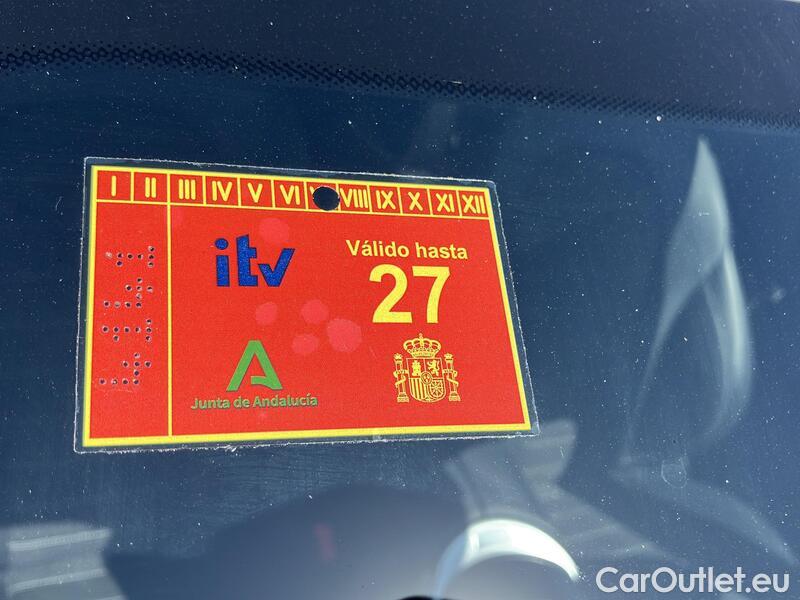 I II III IV V VI VIII IX X XI XII
itv
Válido hasta
27
Junta de Andalucía
CarOutlet.eu